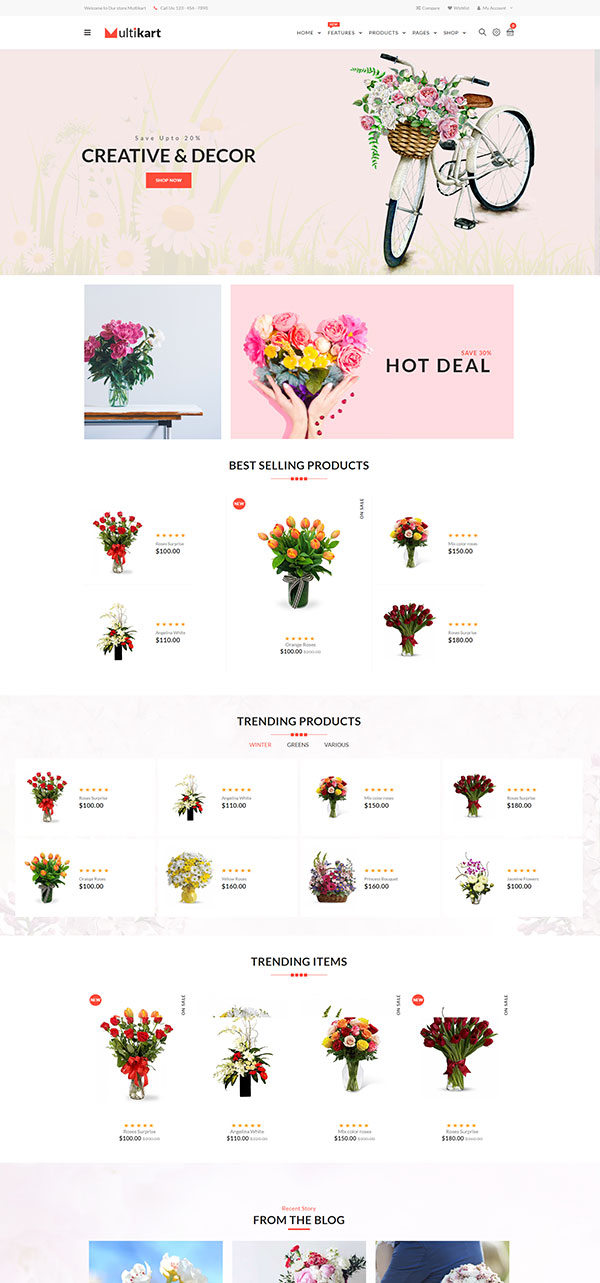 Welcome to Our store Multikart
Call Us: 123 - 456 - 7890
Compare
Wishlist
My Account
Multikart
HOME
NEW
FEATURES
PRODUCTS
PAGES
SHOP
0
Save Upto 20%
CREATIVE & DECOR
SHOP NOW
SAVE 30%
HOT DEAL
BEST SELLING PRODUCTS
Roses Surprise
$100.00
Angelina White
$110.00
NEW
ON SALE
Orange Roses
$100.00
Mix color roses
$150.00
Roses Surprise
$180.00
TRENDING PRODUCTS
WINTER GREENS VARIOUS
Roses Surprise
$100.00
Angelina White
$110.00
Mix color roses
$150.00
Roses Surprise
$180.00
Orange Roses
$100.00
Yellow Roses
$160.00
Princess Bouquet
$160.00
Jasmine Flowers
$100.00
TRENDING ITEMS
NEW
ON SALE
Roses Surprise
$100.00
Angelina White
$110.00
ON SALE
Mix color roses
$150.00
NEW
ON SALE
Roses Surprise
$180.00
Recent Story
FROM THE BLOG